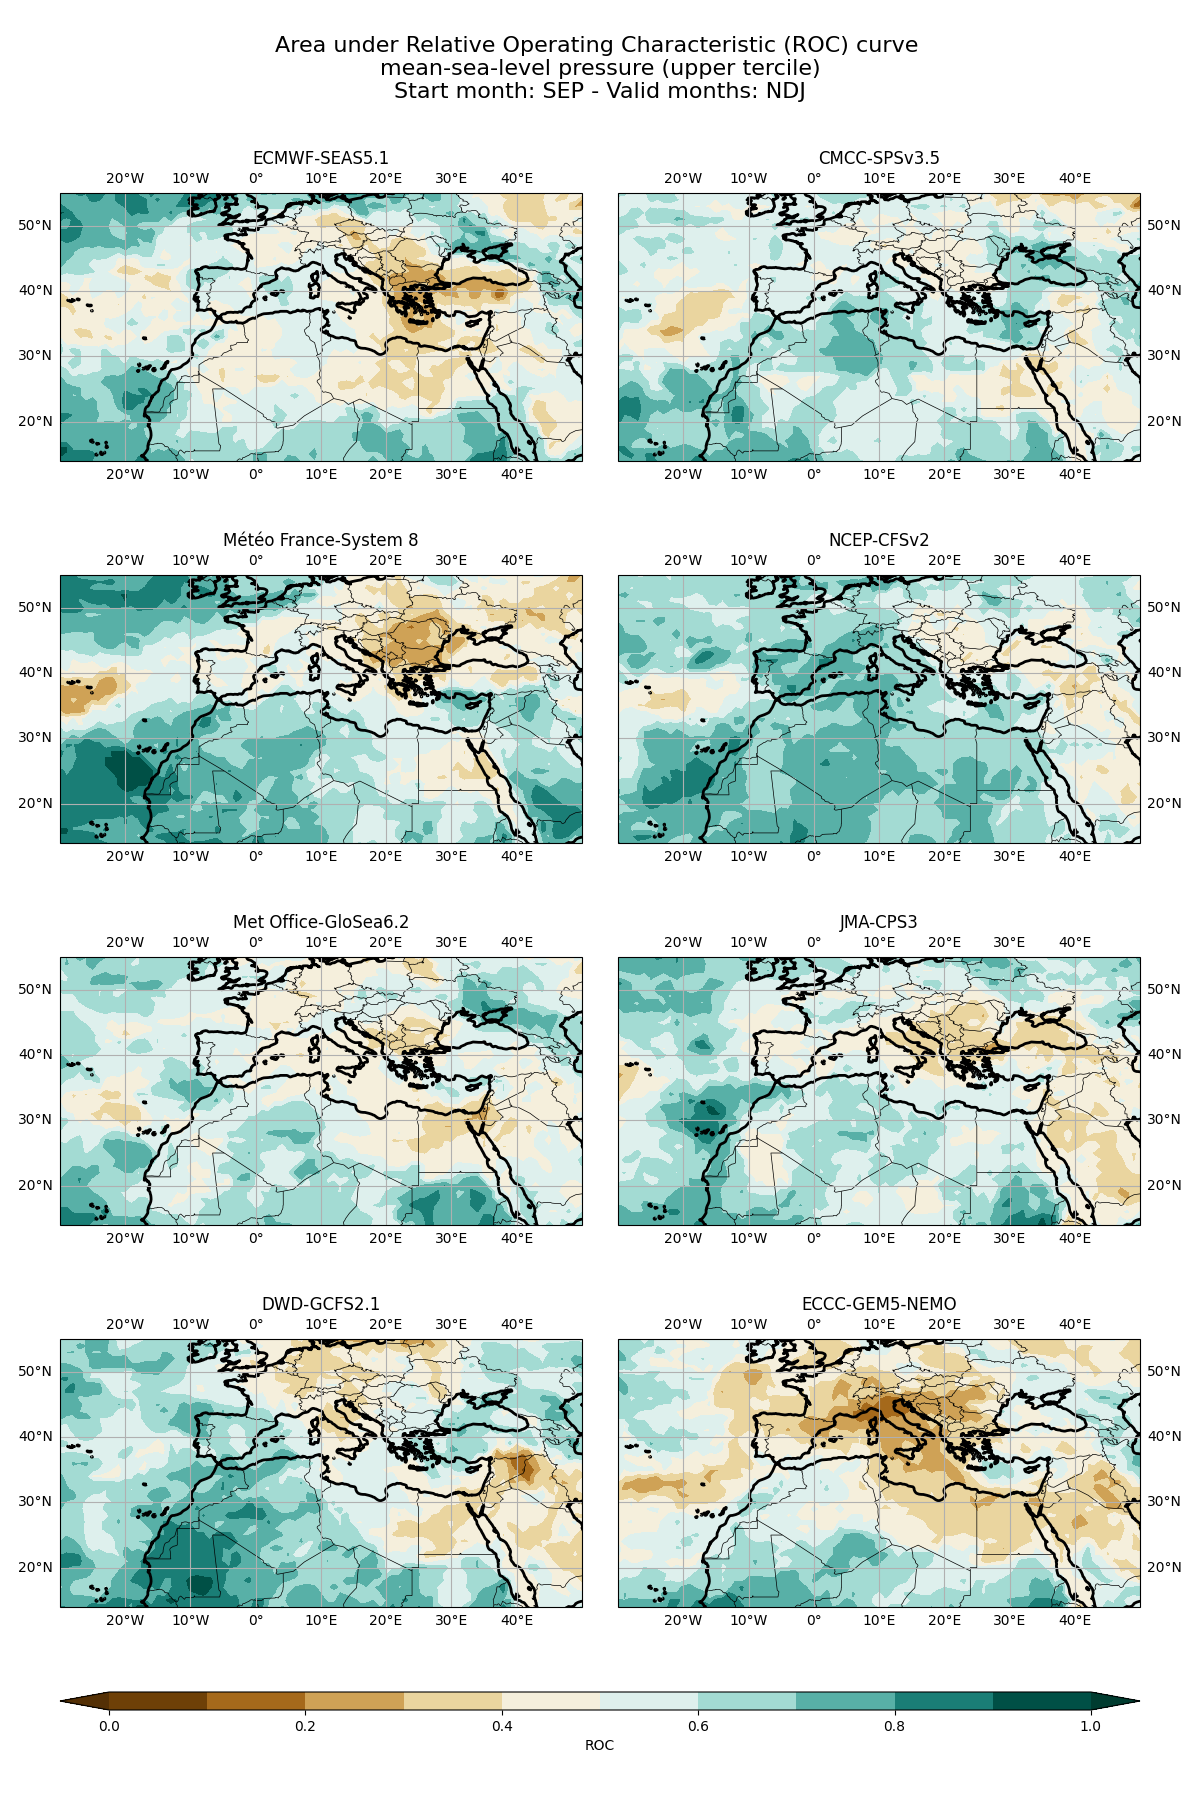 Area under Relative Operating Characteristic (ROC) curve
mean-sea-level pressure (upper tercile)
Start month: SEP - Valid months: NDJ
ECMWF-SEAS5.1
20°W 10°W 0° 10°E 20°E 30°E 40°E
50°N
40°N
30°N
20°N
20°W 10°W 0° 10°E 20°E 30°E 40°E
CMCC-SPSv3.5
20°W 10°W 0° 10°E 20°E 30°E 40°E
50°N
40°N
30°N
20°N
20°W 10°W 0° 10°E 20°E 30°E 40°E
Météo France-System 8
20°W 10°W 0° 10°E 20°E 30°E 40°E
50°N
40°N
30°N
20°N
20°W 10°W 0° 10°E 20°E 30°E 40°E
NCEP-CFSv2
20°W 10°W 0° 10°E 20°E 30°E 40°E
50°N
40°N
30°N
20°N
20°W 10°W 0° 10°E 20°E 30°E 40°E
Met Office-GloSea6.2
20°W 10°W 0° 10°E 20°E 30°E 40°E
50°N
40°N
30°N
20°N
20°W 10°W 0° 10°E 20°E 30°E 40°E
JMA-CPS3
20°W 10°W 0° 10°E 20°E 30°E 40°E
50°N
40°N
30°N
20°N
20°W 10°W 0° 10°E 20°E 30°E 40°E
DWD-GCFS2.1
20°W 10°W 0° 10°E 20°E 30°E 40°E
50°N
40°N
30°N
20°N
20°W 10°W 0° 10°E 20°E 30°E 40°E
ECCC-GEM5-NEMO
20°W 10°W 0° 10°E 20°E 30°E 40°E
50°N
40°N
30°N
20°N
20°W 10°W 0° 10°E 20°E 30°E 40°E
0.0 0.2 0.4 0.6 0.8 1.0
ROC